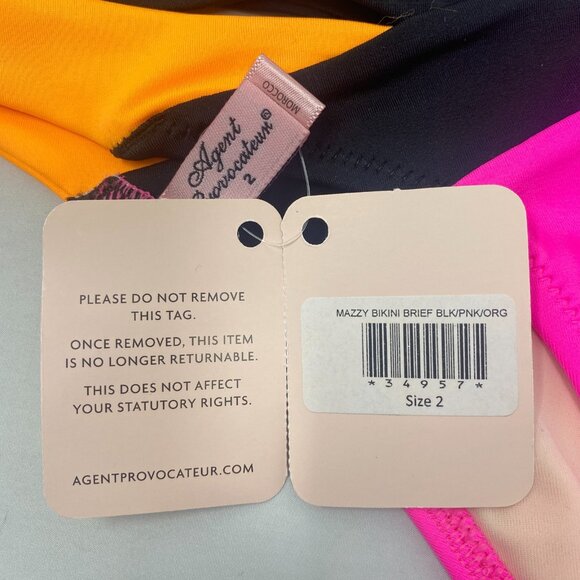 MOROCCO
Agent
Provocateur®
2
PLEASE DO NOT REMOVE
THIS TAG.
ONCE REMOVED, THIS ITEM
IS NO LONGER RETURNABLE.
THIS DOES NOT AFFECT
YOUR STATUTORY RIGHTS.
AGENTPROVOCATEUR.COM
MAZZY BIKINI BRIEF BLK/PNK/ORG
*34957*
Size 2